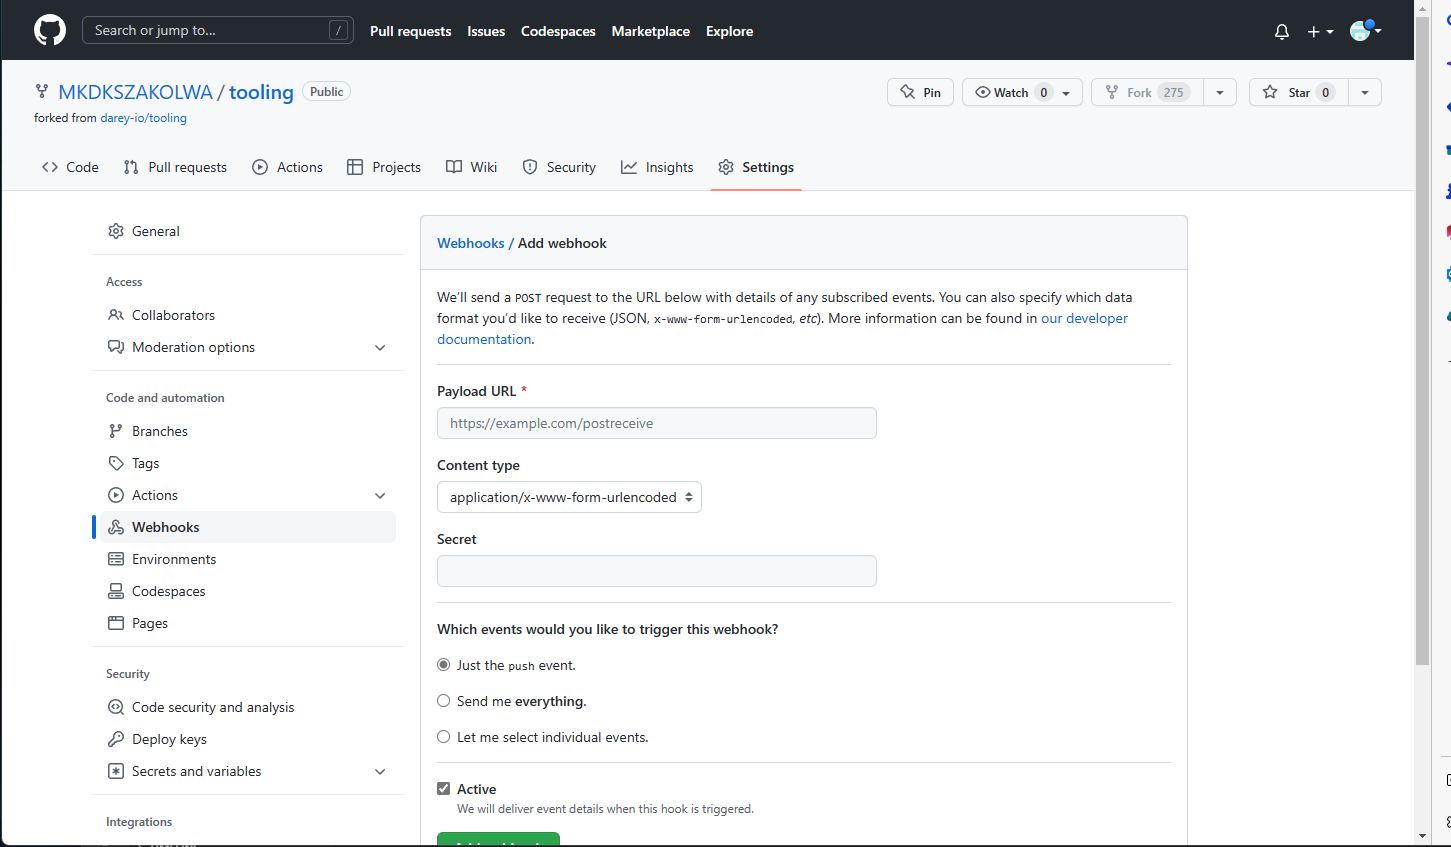 Search or jump to... /
Pull requests Issues Codespaces Marketplace Explore
MKDKSZAKOLWA / tooling Public
Pin Watch 0 Fork 275 Star 0
forked from darey-io/tooling
Code Pull requests Actions Projects Wiki Security Insights Settings
General
Access
Collaborators
Moderation options
Code and automation
Branches
Tags
Actions
Webhooks
Environments
Codespaces
Pages
Security
Code security and analysis
Deploy keys
Secrets and variables
Integrations
Webhooks / Add webhook
We'll send a POST request to the URL below with details of any subscribed events. You can also specify which data
format you'd like to receive (JSON, x-www-form-urlencoded, etc). More information can be found in our developer
documentation.
Payload URL *
https://example.com/postreceive
Content type
application/x-www-form-urlencoded
Secret
Which events would you like to trigger this webhook?
Just the push event.
Send me everything.
Let me select individual events.
Active
We will deliver event details when this hook is triggered.